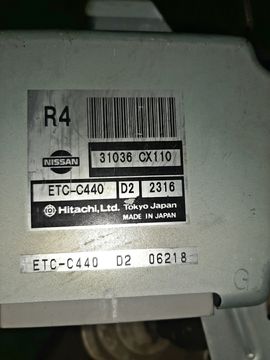 R4
NISSAN
31036 CX110
ETC-C440 D2 2316
Hitachi, Ltd. Tokyo Japan
MADE IN JAPAN
ETC-C440 D2 06218
G